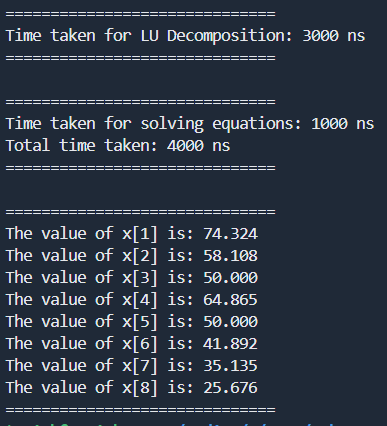 ==============================
Time taken for LU Decomposition: 3000 ns
==============================
==============================
Time taken for solving equations: 1000 ns
Total time taken: 4000 ns
==============================
==============================
The value of x[1] is: 74.324
The value of x[2] is: 58.108
The value of x[3] is: 50.000
The value of x[4] is: 64.865
The value of x[5] is: 50.000
The value of x[6] is: 41.892
The value of x[7] is: 35.135
The value of x[8] is: 25.676
==============================